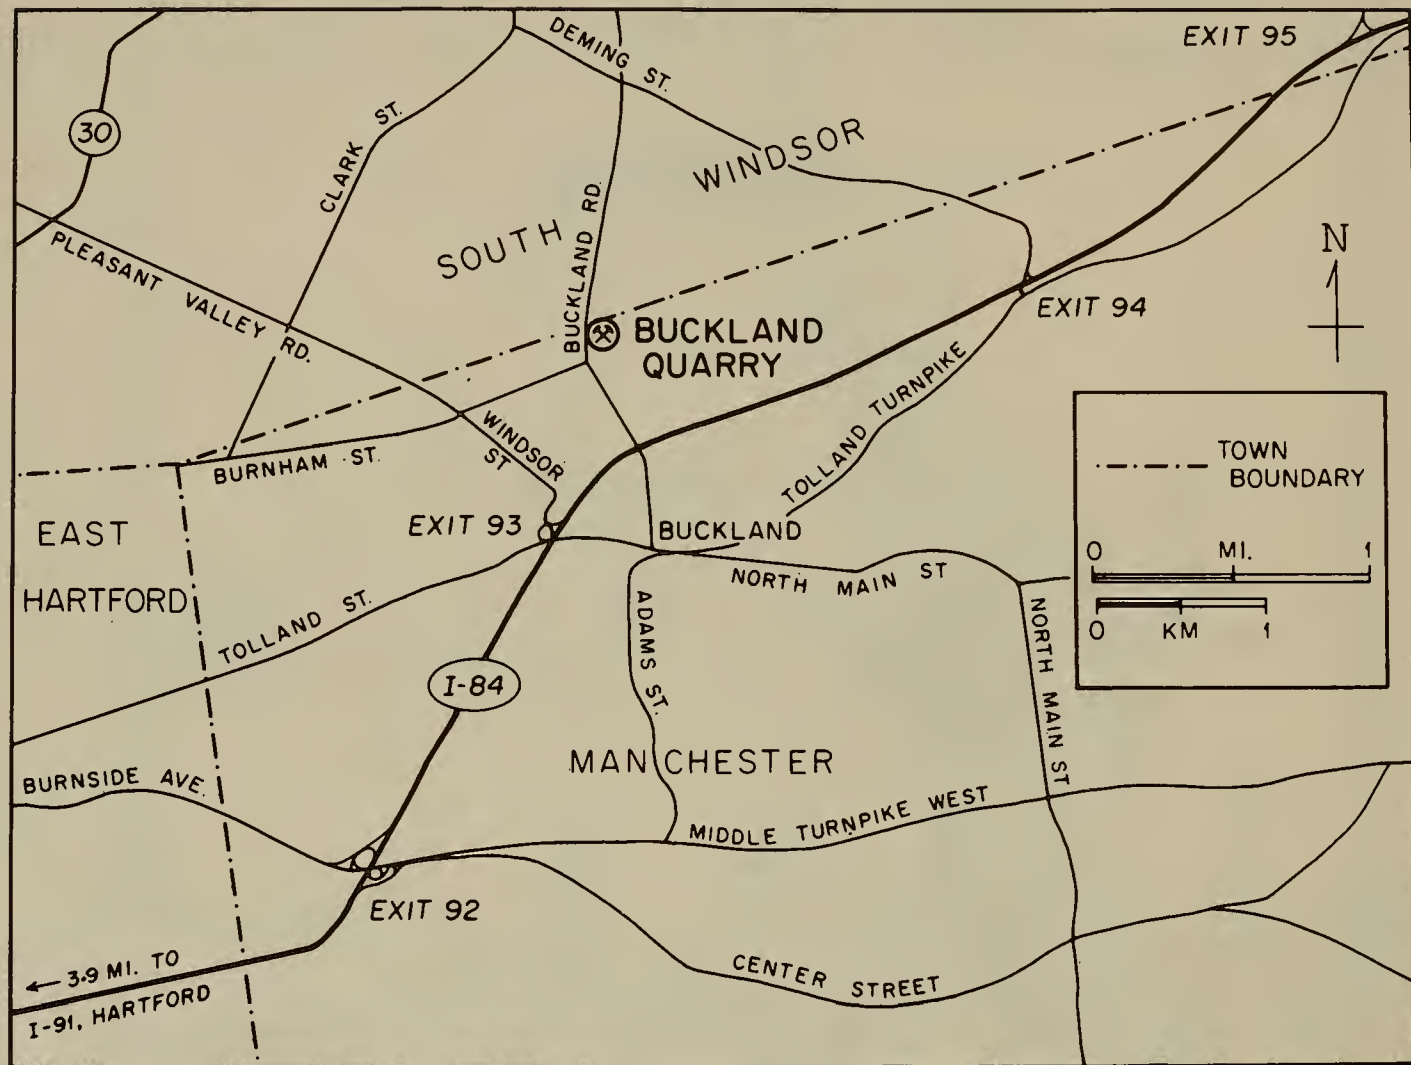 EXIT 95
DEMING ST.
30
CLARK ST.
WINDSOR
SOUTH
BUCKLAND RD.
PLEASANT VALLEY RD.
N
EXIT 94
BUCKLAND
QUARRY
TOLLAND TURNPIKE
WINDSOR
ST
BURNHAM ST.
TOWN
BOUNDARY
0 MI. 1
0 KM 1
EAST
HARTFORD
EXIT 93
BUCKLAND
NORTH MAIN ST
TOLLAND ST.
ADAMS ST.
NORTH MAIN ST
I-84
MANCHESTER
BURNSIDE AVE.
MIDDLE TURNPIKE WEST
EXIT 92
CENTER STREET
← 3.9 MI. TO
I-91, HARTFORD